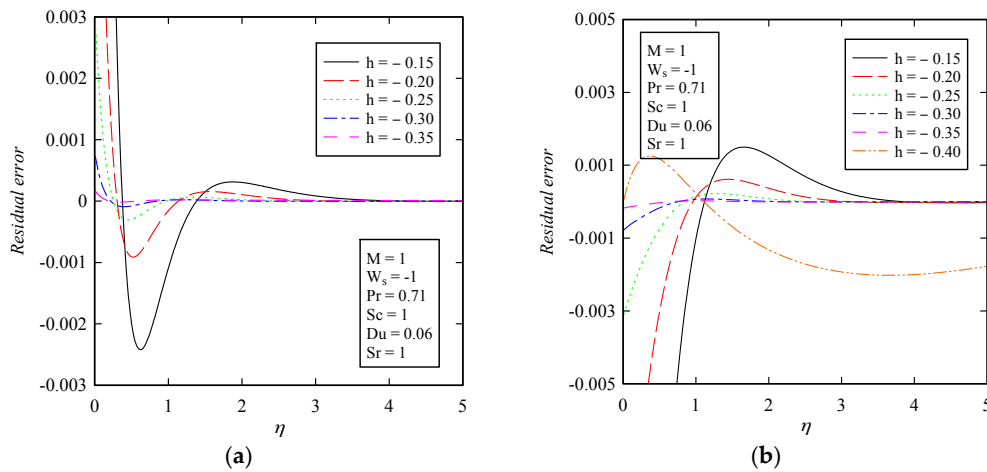 0.003
0.002
0.001
0
-0.001
-0.002
-0.003
Residual error
h = − 0.15
h = − 0.20
h = − 0.25
h = − 0.30
h = − 0.35
M = 1
Wₛ = -1
Pr = 0.71
Sc = 1
Du = 0.06
Sr = 1
0 1 2 3 4 5
η
(a)
0.005
0.003
0.001
-0.001
-0.003
-0.005
Residual error
M = 1
Wₛ = -1
Pr = 0.71
Sc = 1
Du = 0.06
Sr = 1
h = − 0.15
h = − 0.20
h = − 0.25
h = − 0.30
h = − 0.35
h = − 0.40
0 1 2 3 4 5
η
(b)